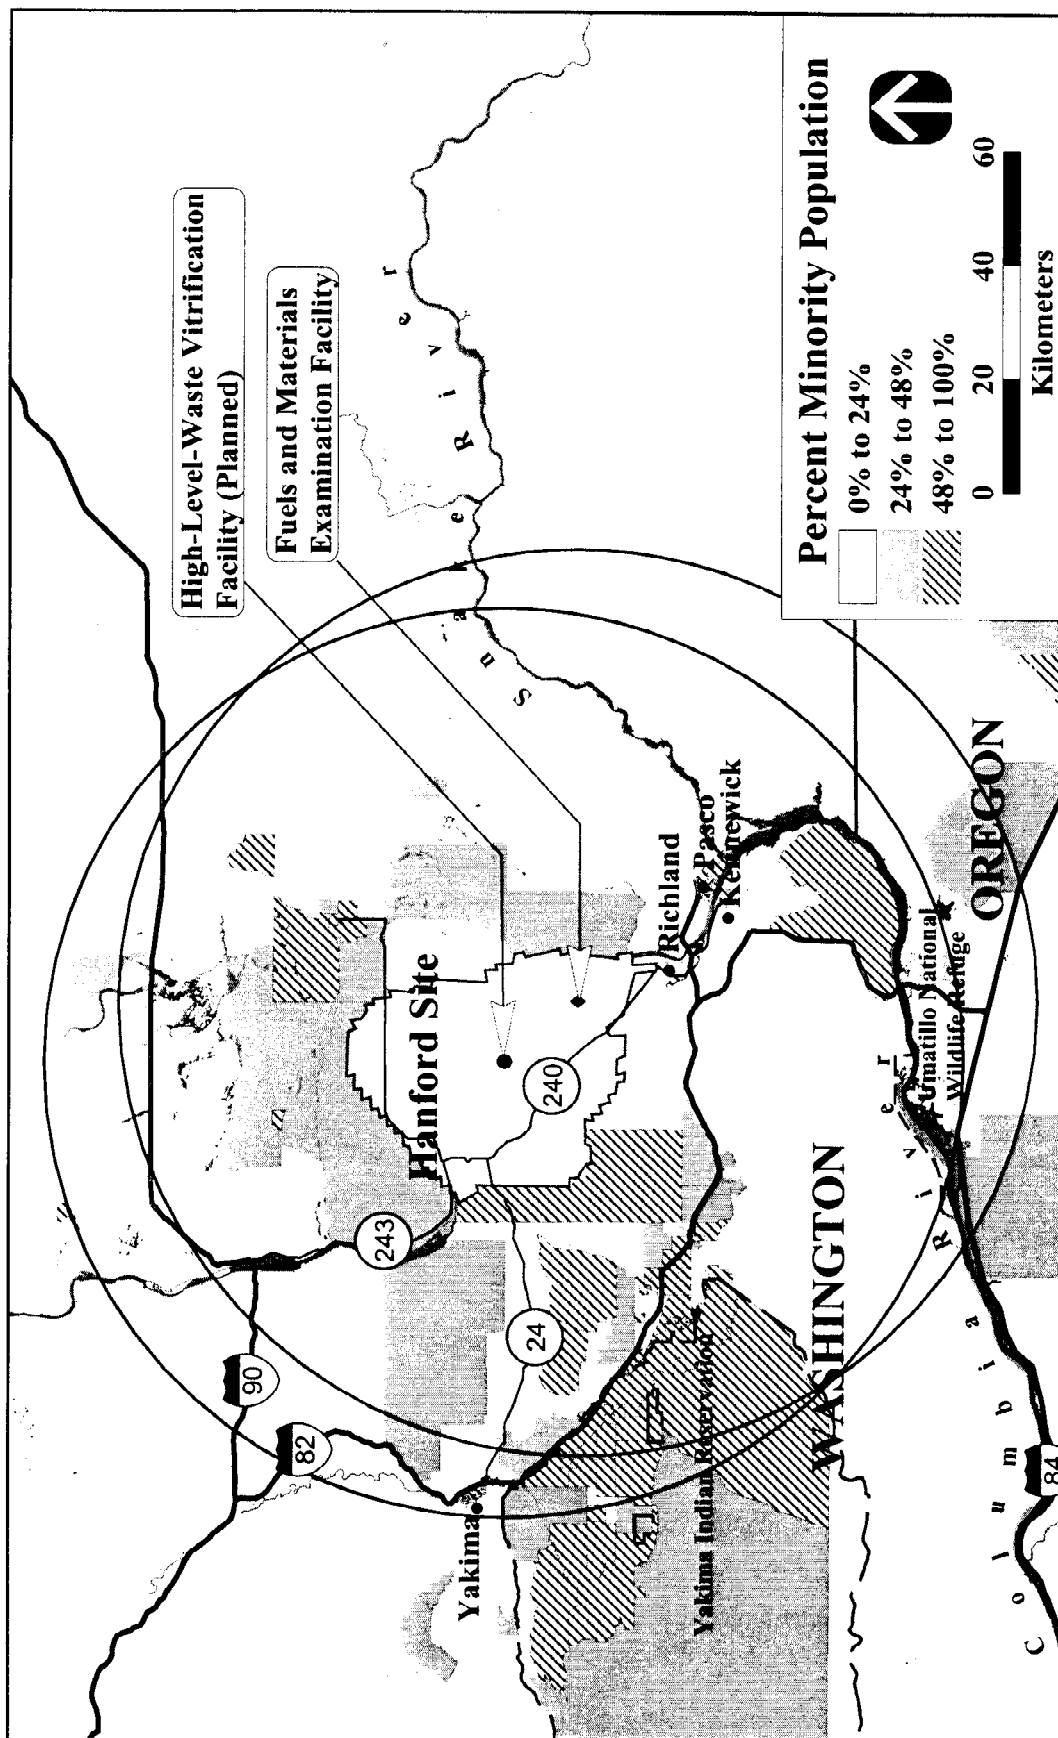 High-Level-Waste Vitrification
Facility (Planned)
Fuels and Materials
Examination Facility
Snake River
90
82
243
24
240
Yakima
Hanford Site
Richland
Pasco
Kennewick
Yakima Indian Reservation
WASHINGTON
Umatillo National
Wildlife Refuge
OREGON
Columbia River
84
Percent Minority Population
0% to 24%
24% to 48%
48% to 100%
0 20 40 60
Kilometers